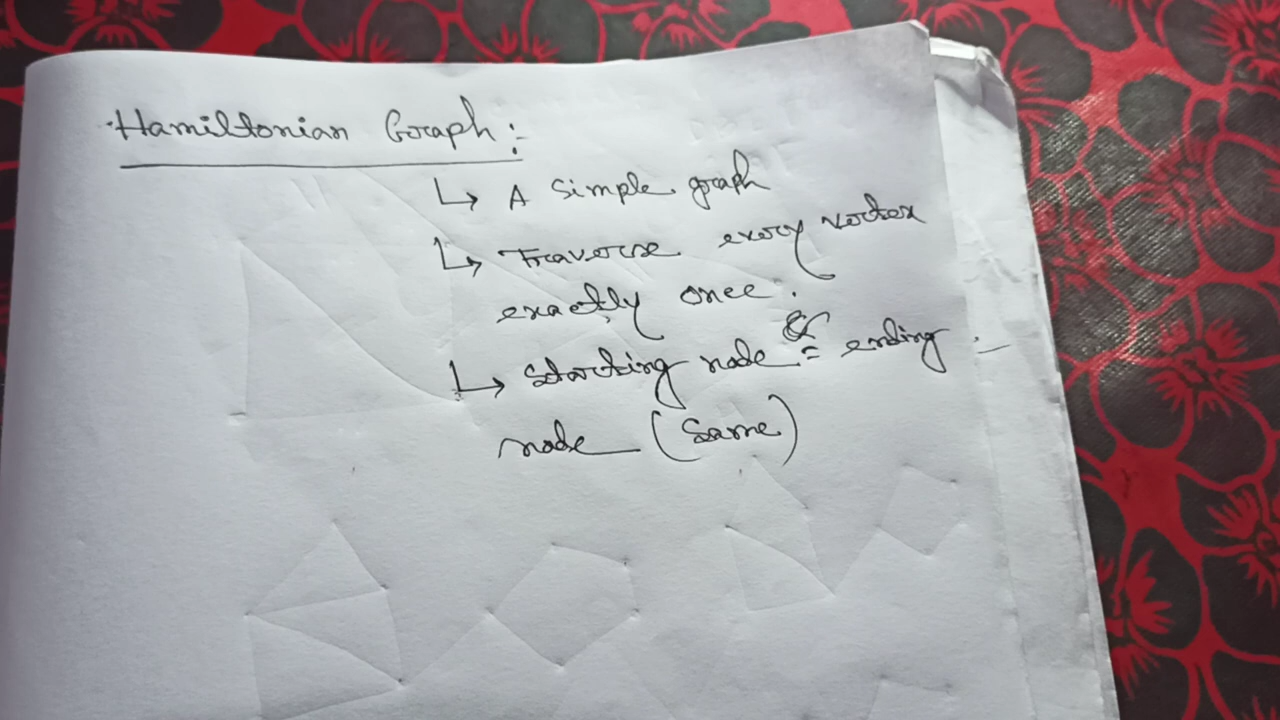 Hamiltonian Graph :-
↳ A simple graph
↳ Traverse every vertex
exactly once.
↳ Starting node & ending
node (same)